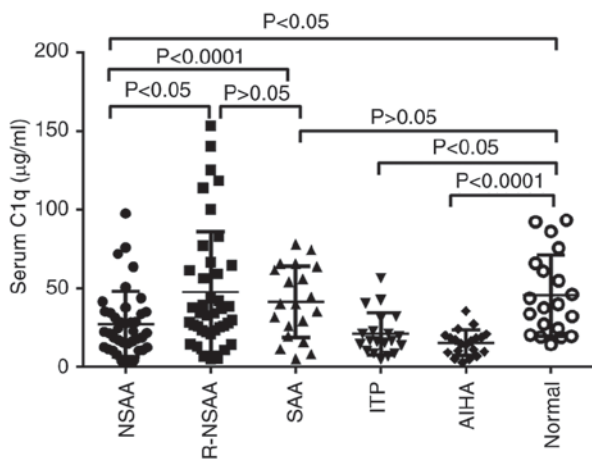 P<0.05
P<0.0001
P<0.05 P>0.05
P>0.05
P<0.05
P<0.0001
200
150
100
50
0
Serum C1q (μg/ml)
NSAA
R-NSAA
SAA
ITP
AIHA
Normal